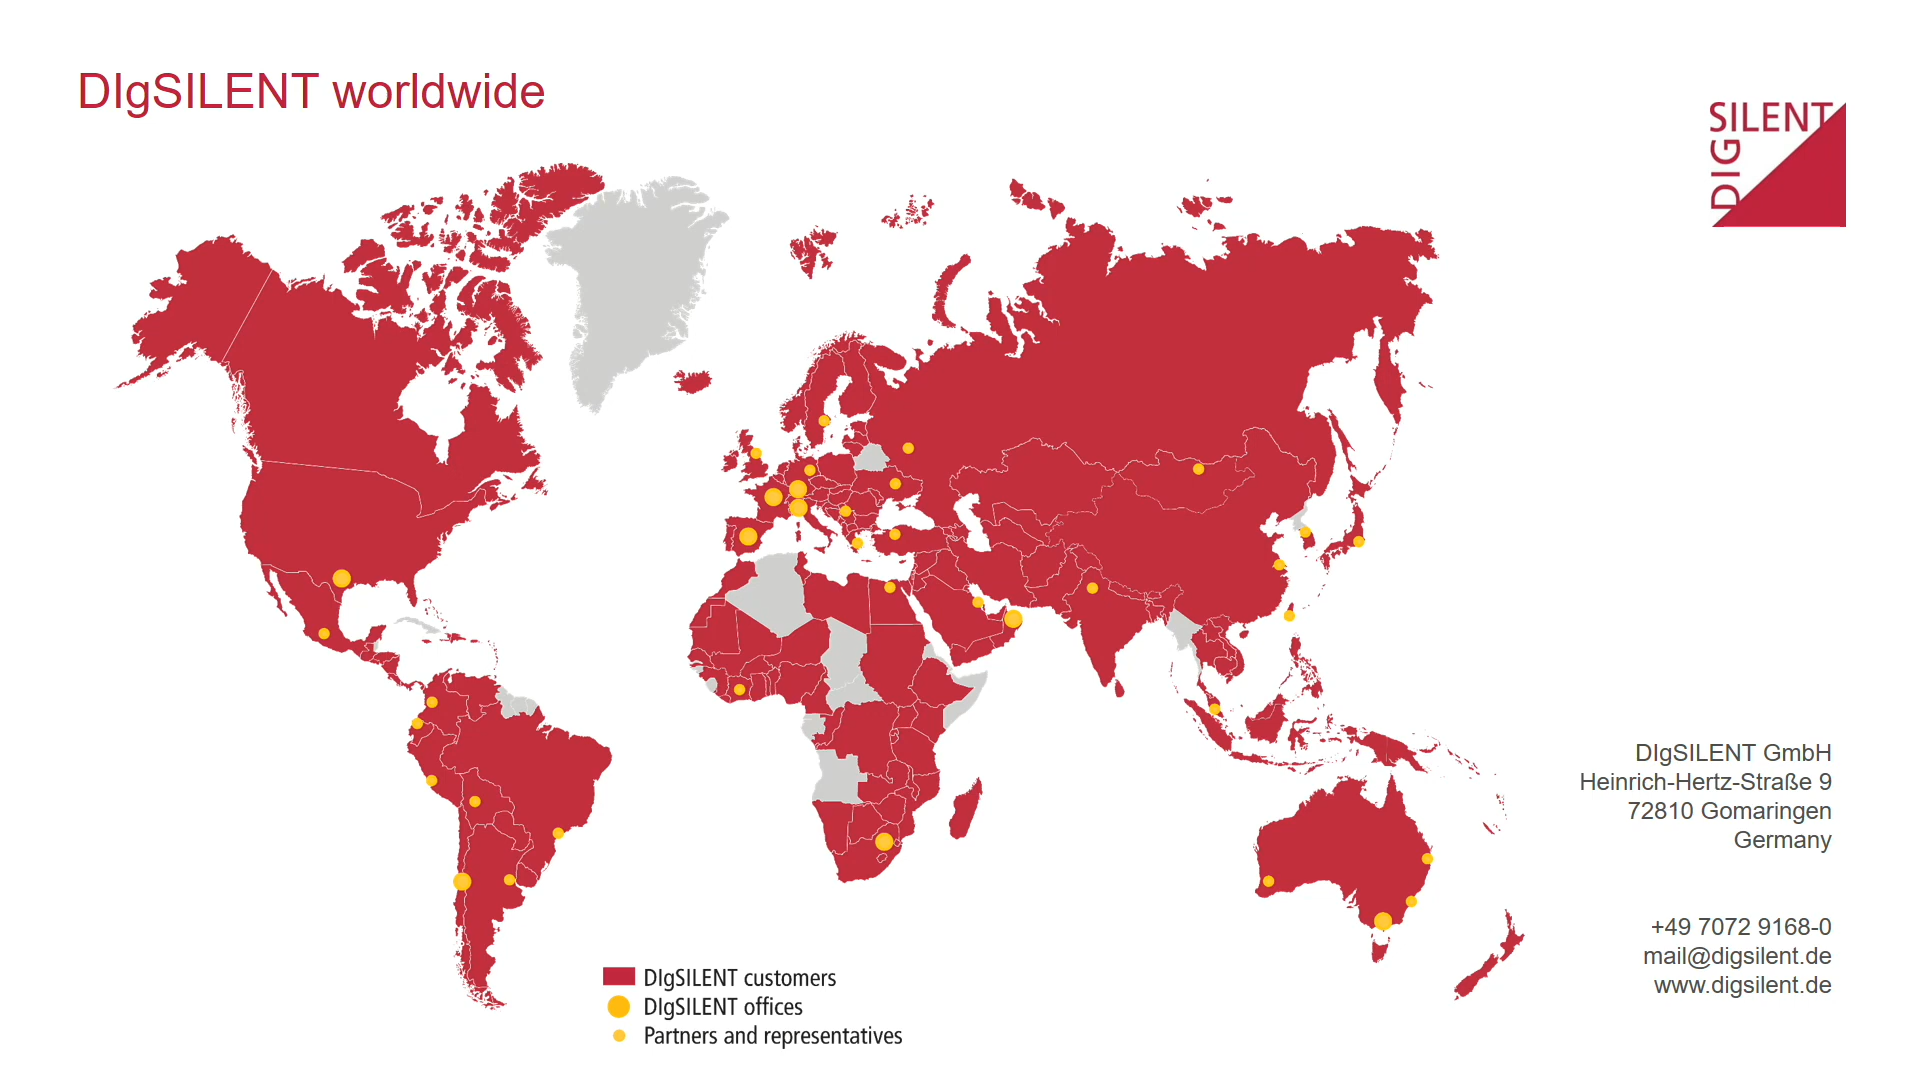 DIgSILENT worldwide
SILENT
DIG
DIgSILENT GmbH
Heinrich-Hertz-Straße 9
72810 Gomaringen
Germany
+49 7072 9168-0
mail@digsilent.de
www.digsilent.de
DIgSILENT customers
DIgSILENT offices
Partners and representatives